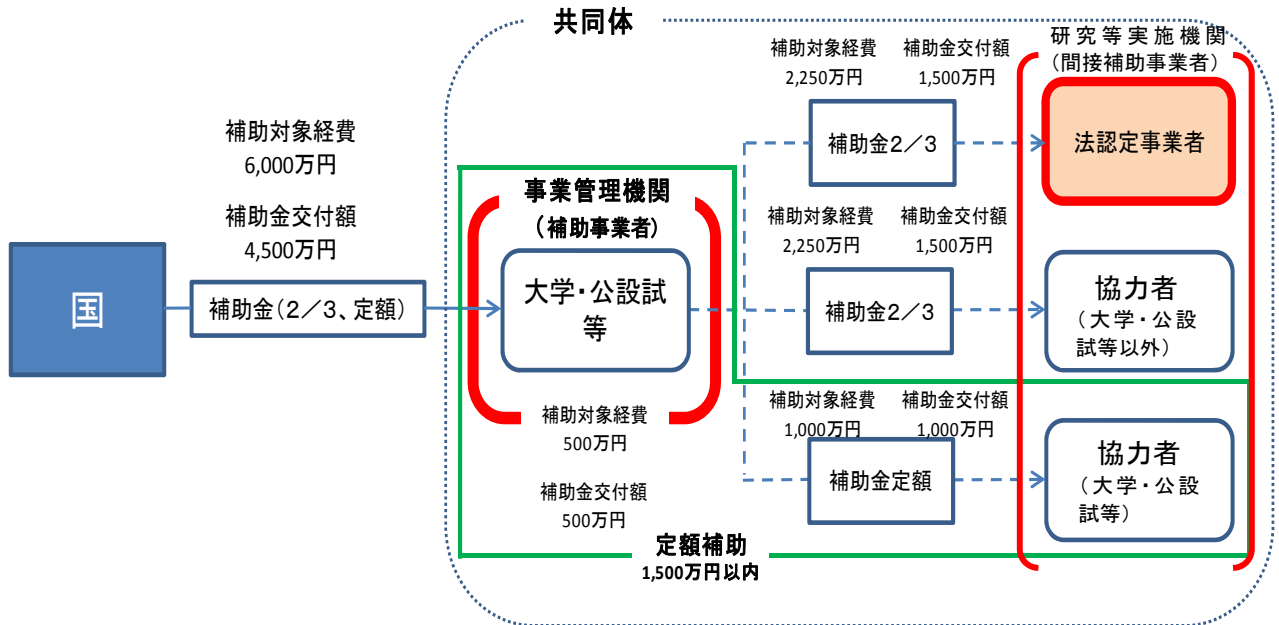 共同体
補助対象経費
6,000万円
補助金交付額
4,500万円
国
補助金(2/3、定額)
事業管理機関
(補助事業者)
大学・公設試
等
補助対象経費
500万円
補助金交付額
500万円
定額補助
1,500万円以内
補助対象経費
2,250万円
補助金交付額
1,500万円
補助金2/3
補助対象経費
2,250万円
補助金交付額
1,500万円
補助金2/3
補助対象経費
1,000万円
補助金交付額
1,000万円
補助金定額
研究等実施機関
(間接補助事業者)
法認定事業者
協力者
(大学・公設
試等以外)
協力者
(大学・公設
試等)